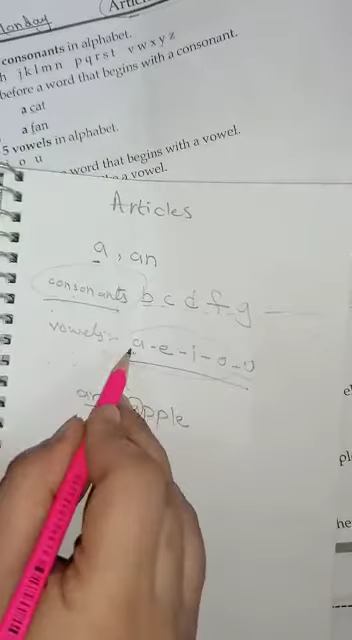 Monday
consonants in alphabet.
h j k l m n p q r s t v w x y z
before a word that begins with a consonant.
a cat
a fan
5 vowels in alphabet.
o u
word that begins with a vowel.
a vowel.
Articles
a, an
consonants b c d f g
vowels:- a-e-i-o-u
an apple